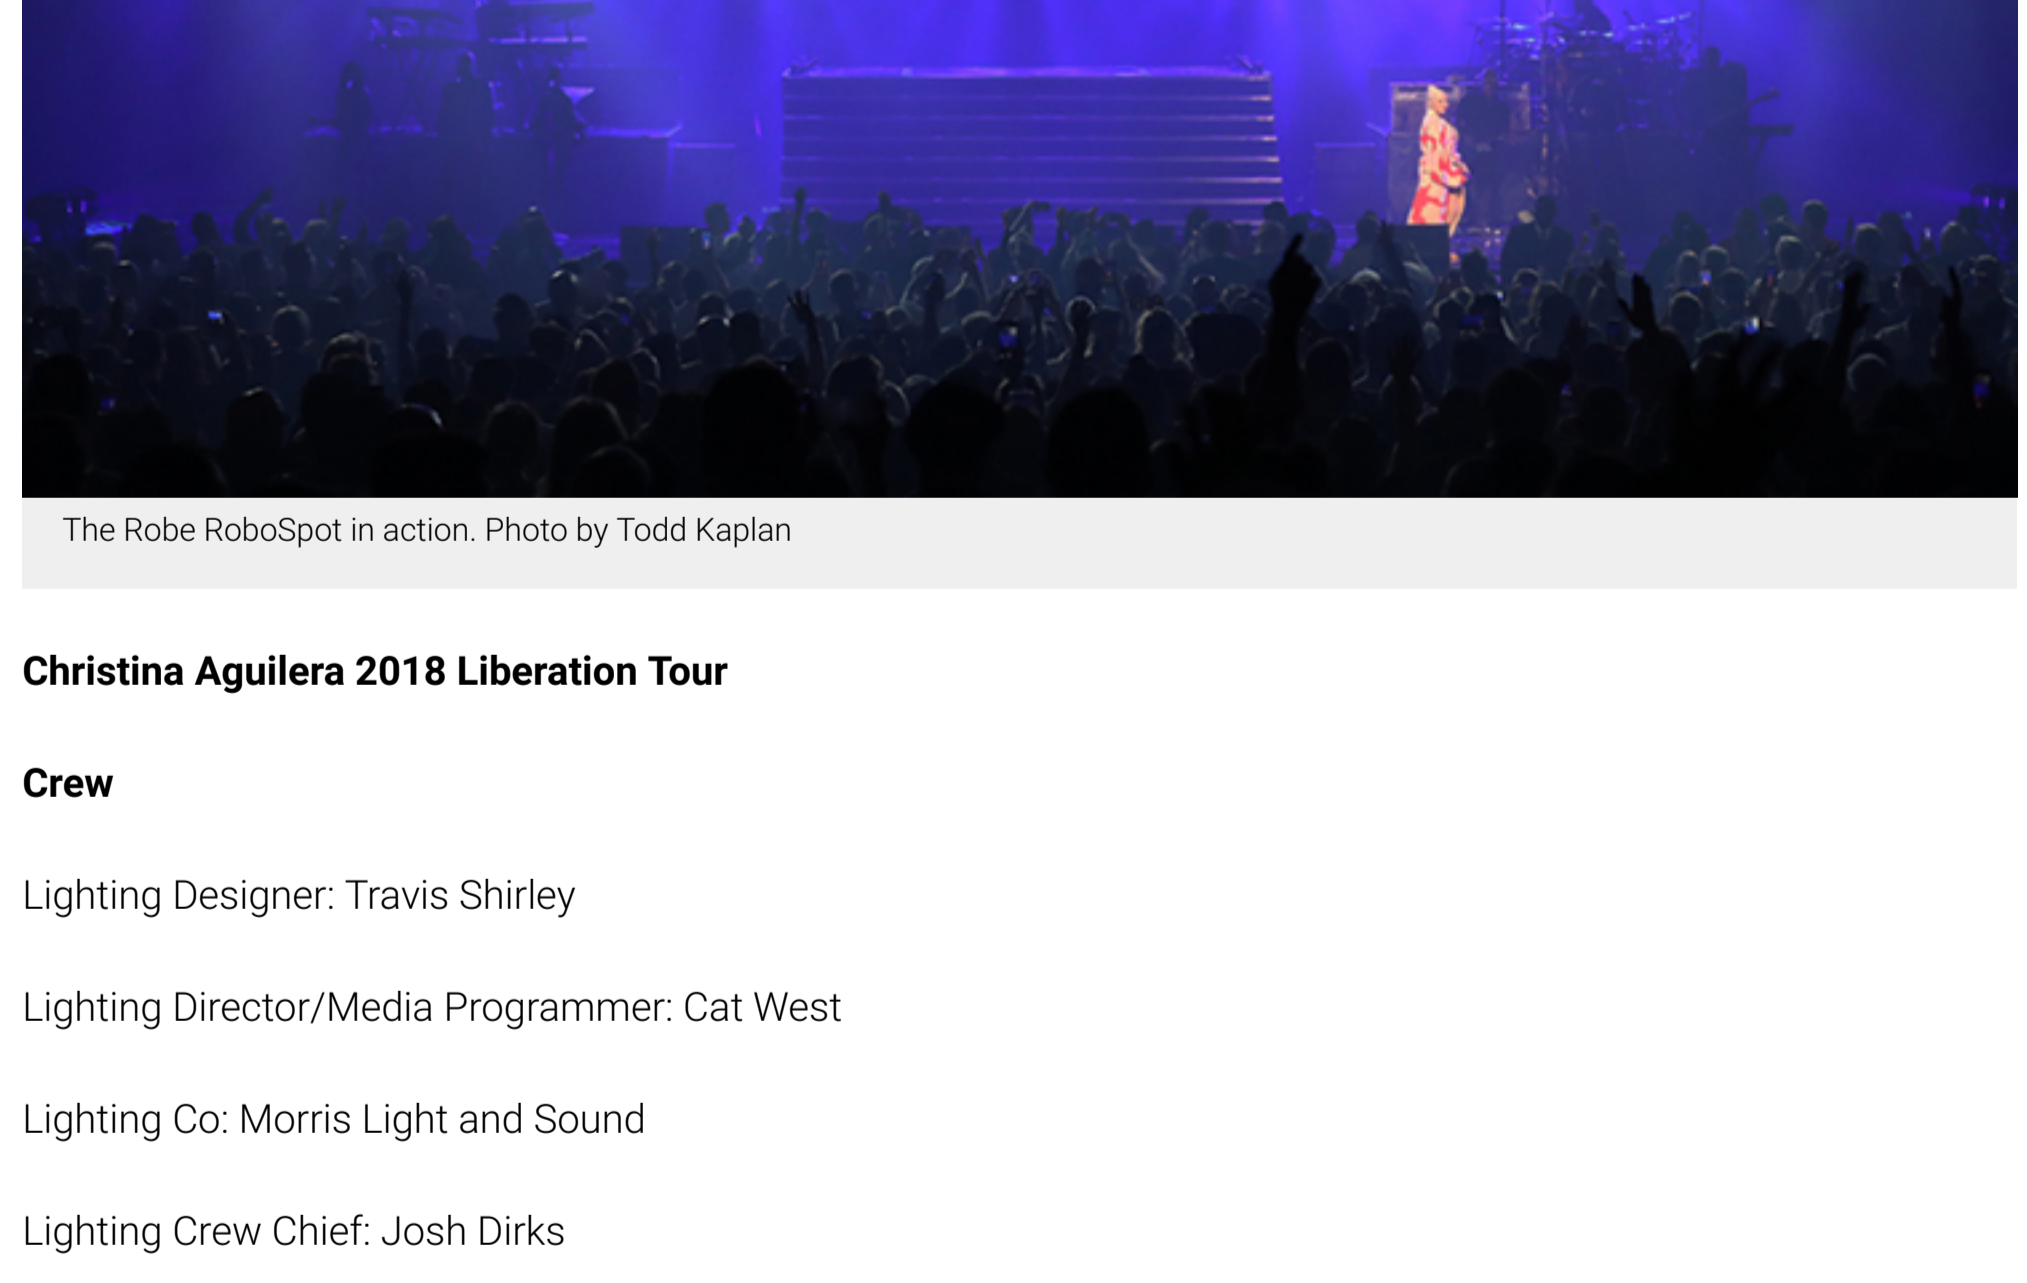 The Robe RoboSpot in action. Photo by Todd Kaplan
Christina Aguilera 2018 Liberation Tour
Crew
Lighting Designer: Travis Shirley
Lighting Director/Media Programmer: Cat West
Lighting Co: Morris Light and Sound
Lighting Crew Chief: Josh Dirks